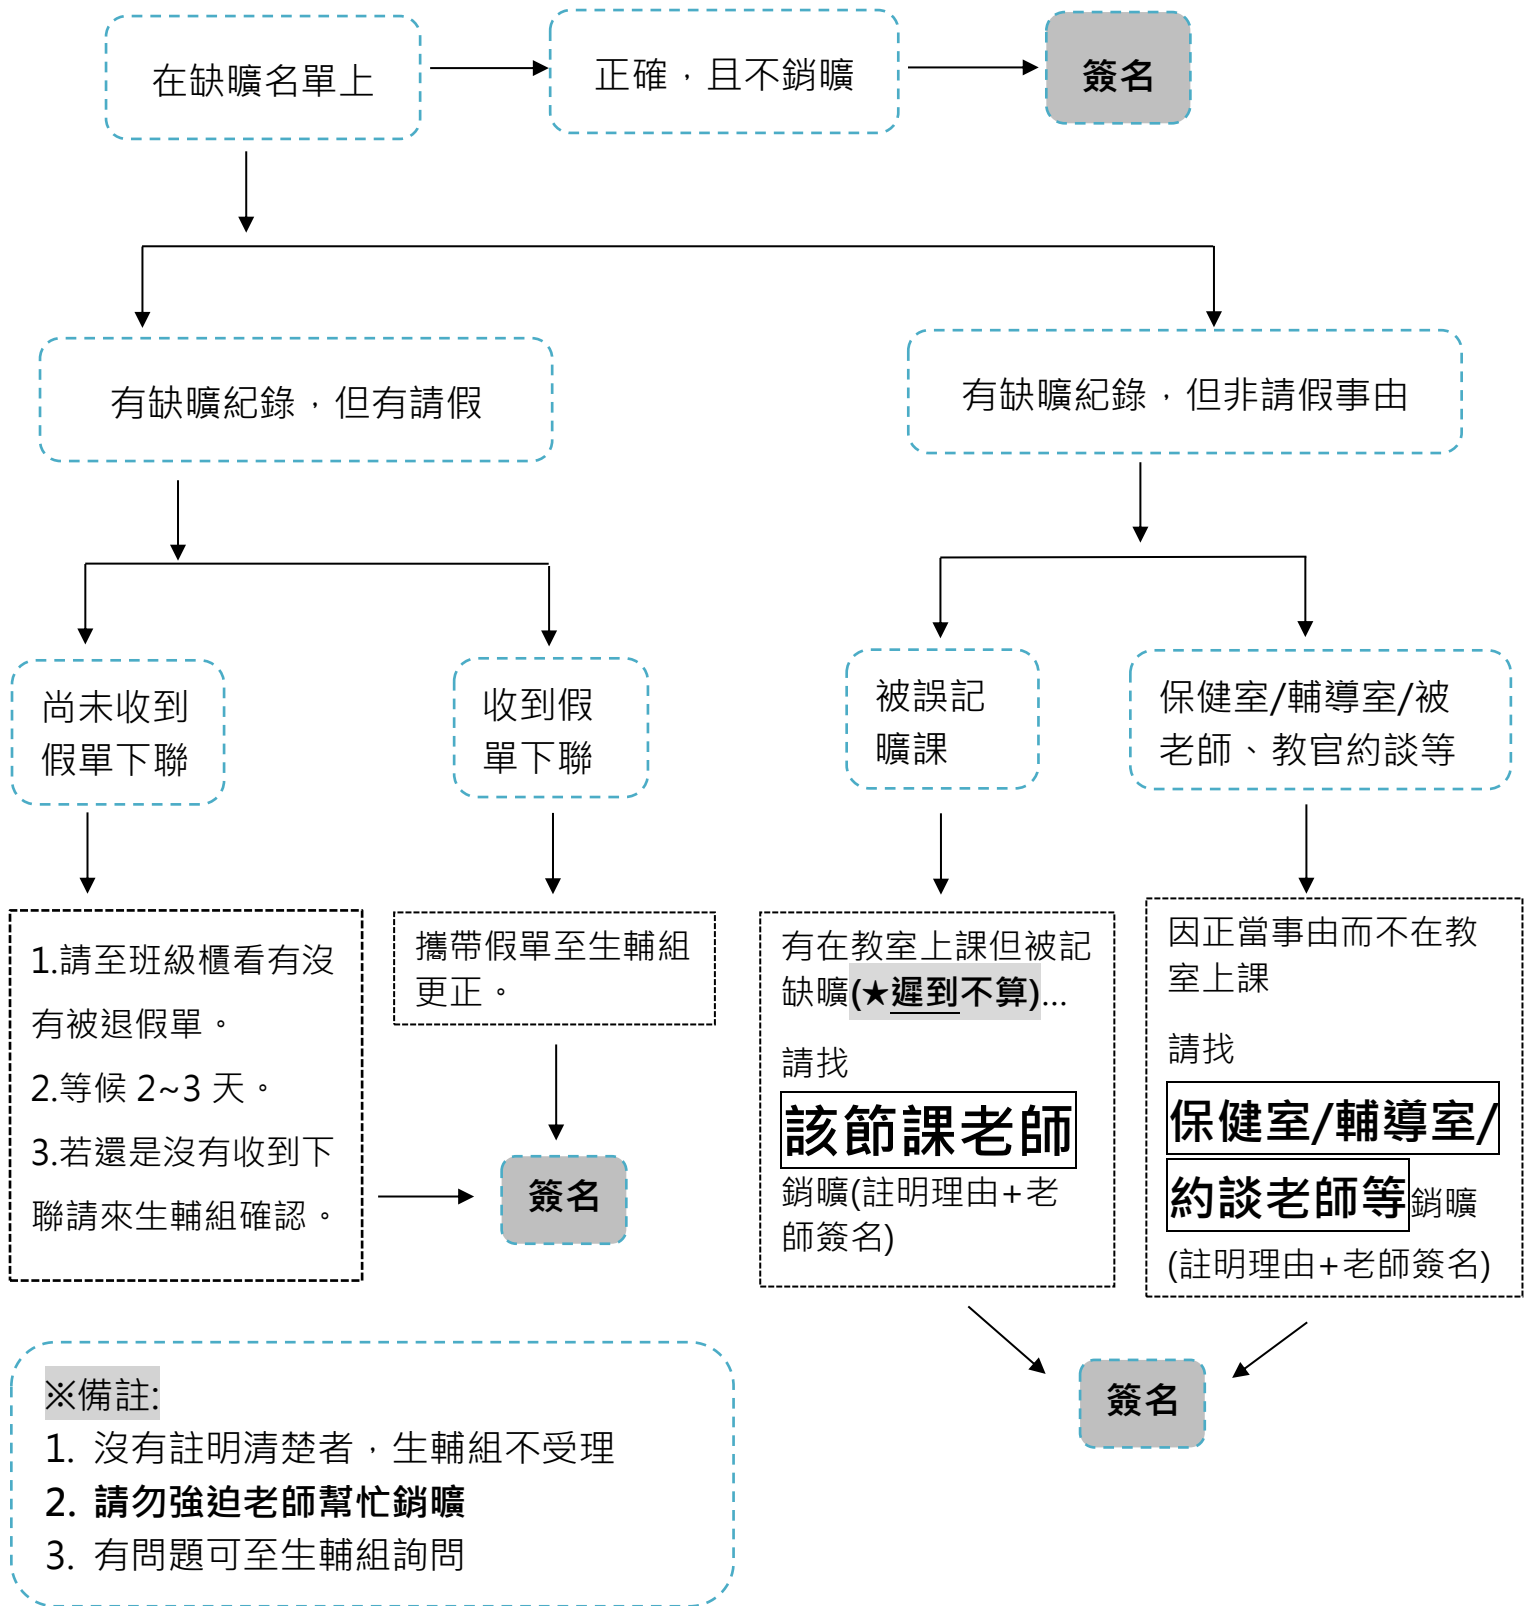 在缺曠名單上
正確，且不銷曠
簽名
有缺曠紀錄，但有請假
有缺曠紀錄，但非請假事由
尚未收到
假單下聯
收到假
單下聯
被誤記
曠課
保健室/輔導室/被
老師、教官約談等
1.請至班級櫃看有沒
有被退假單。
2.等候 2~3 天。
3.若還是沒有收到下
聯請來生輔組確認。
攜帶假單至生輔組
更正。
簽名
有在教室上課但被記
缺曠(★遲到不算)…
請找
該節課老師
銷曠(註明理由+老
師簽名)
因正當事由而不在教
室上課
請找
保健室/輔導室/
約談老師等銷曠
(註明理由+老師簽名)
簽名
※備註:
1. 沒有註明清楚者，生輔組不受理
2. 請勿強迫老師幫忙銷曠
3. 有問題可至生輔組詢問